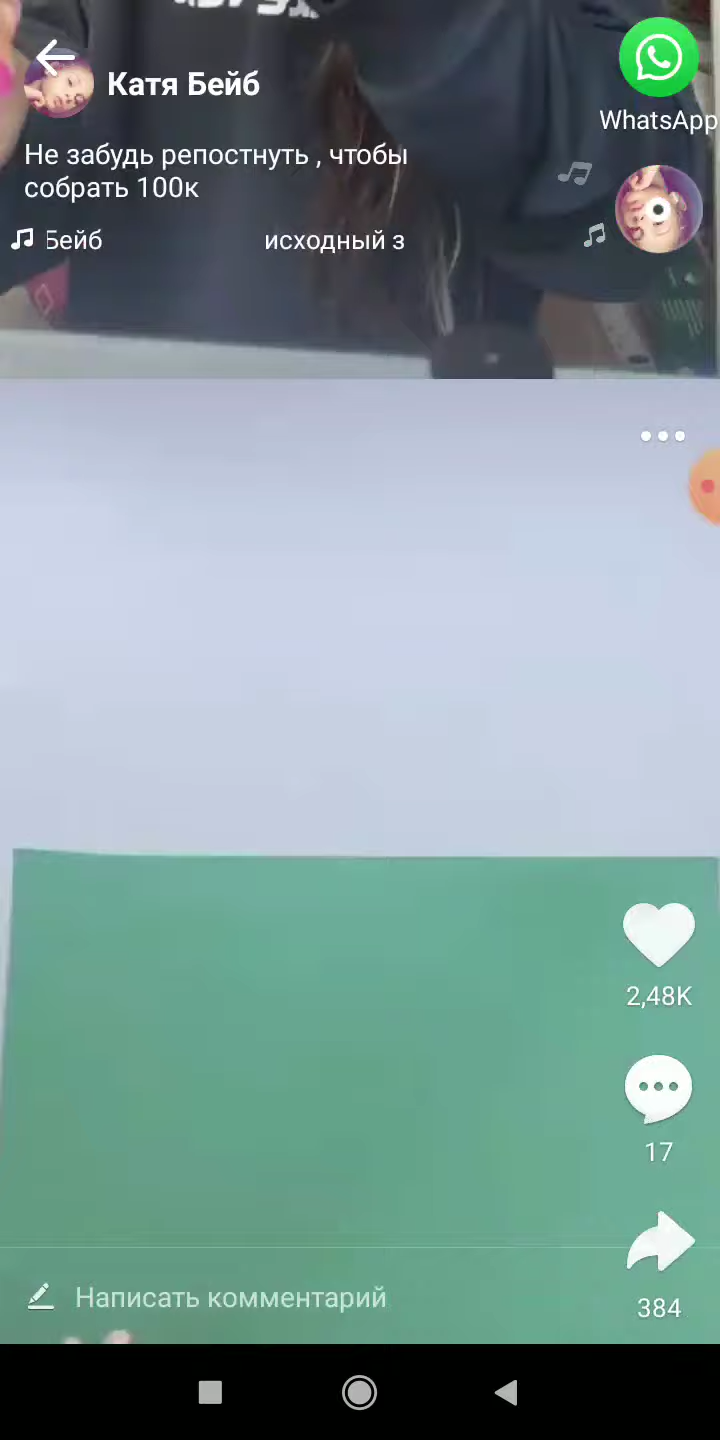 Катя Бейб
WhatsApp
Не забудь репостнуть , чтобы
собрать 100к
Бейб исходный з
2,48K
17
384
Написать комментарий